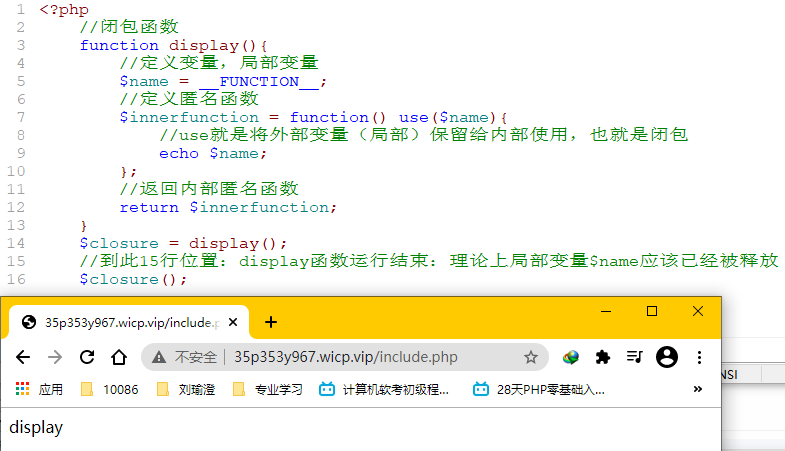 1 <?php
2 //闭包函数
3 function display(){
4 //定义变量，局部变量
5 $name = __FUNCTION__;
6 //定义匿名函数
7 $innerfunction = function() use($name){
8 //use就是将外部变量（局部）保留给内部使用，也就是闭包
9 echo $name;
10 };
11 //返回内部匿名函数
12 return $innerfunction;
13 }
14 $closure = display();
15 //到此15行位置：display函数运行结束：理论上局部变量$name应该已经被释放
16 $closure();
35p353y967.wicp.vip/include.p
不安全 | 35p353y967.wicp.vip/include.php
NSI
应用 10086 刘瑜澄 专业学习 计算机软考初级程... 28天PHP零基础入... »
display